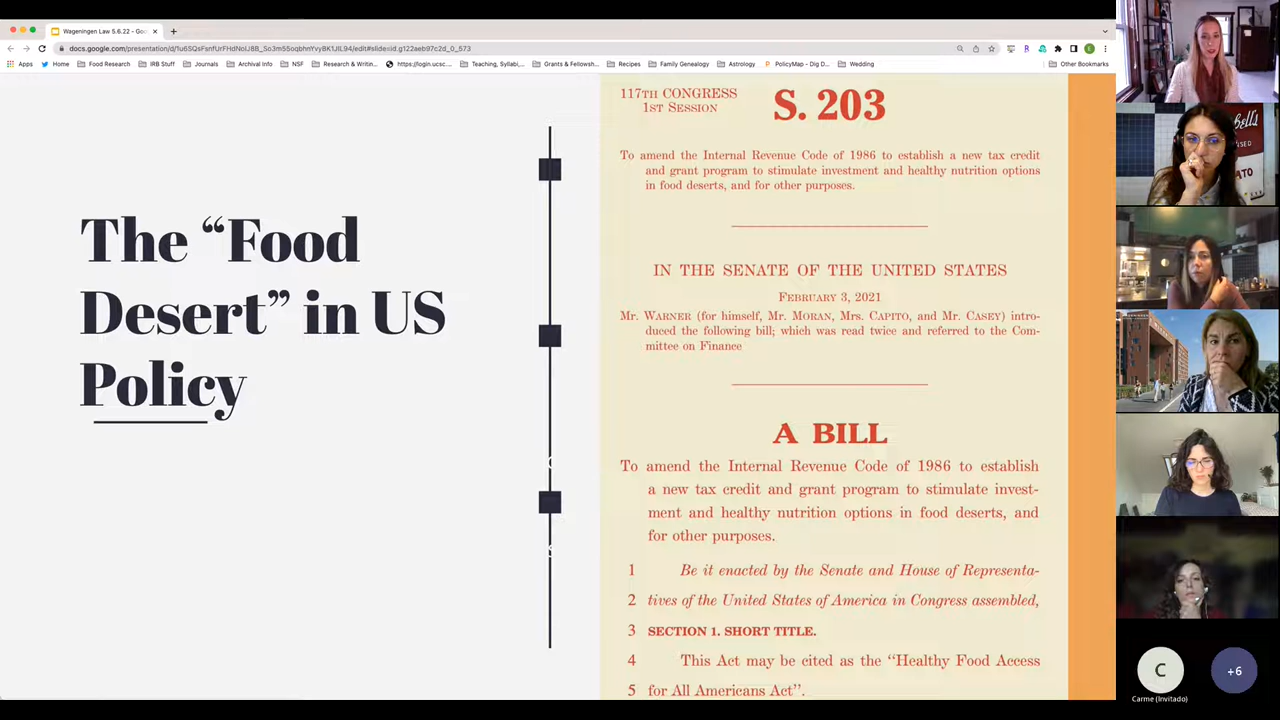 Wageningen Law 5.6.22 - Goo
docs.google.com/presentation/d/1u6SQsFsnfUrFHdNolJ8B_So3m55oqbhnYvyBK1JIL94/edit#slide=id.g122aeb97c2d_0_573
Apps Home Food Research IRB Stuff Journals Archival Info NSF Research & Writin... https://login.ucsc.... Teaching, Syllabi,... Grants & Fellowsh... Recipes Family Genealogy Astrology PolicyMap - Dig D... Wedding Other Bookmarks
The “Food
Desert” in US
Policy
117TH CONGRESS
1ST SESSION
S. 203
To amend the Internal Revenue Code of 1986 to establish a new tax credit
and grant program to stimulate investment and healthy nutrition options
in food deserts, and for other purposes.
IN THE SENATE OF THE UNITED STATES
FEBRUARY 3, 2021
Mr. WARNER (for himself, Mr. MORAN, Mrs. CAPITO, and Mr. CASEY) intro-
duced the following bill; which was read twice and referred to the Com-
mittee on Finance
A BILL
To amend the Internal Revenue Code of 1986 to establish
a new tax credit and grant program to stimulate invest-
ment and healthy nutrition options in food deserts, and
for other purposes.
1 Be it enacted by the Senate and House of Representa-
2 tives of the United States of America in Congress assembled,
3 SECTION 1. SHORT TITLE.
4 This Act may be cited as the ‘‘Healthy Food Access
5 for All Americans Act’’.
C
+6
Carme (Invitado)